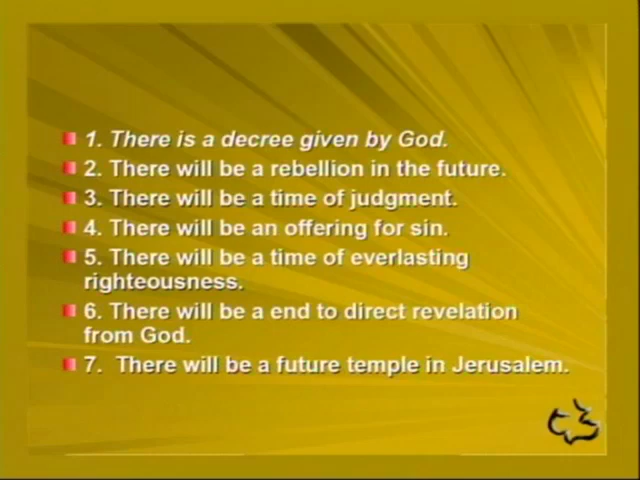 1. There is a decree given by God.
2. There will be a rebellion in the future.
3. There will be a time of judgment.
4. There will be an offering for sin.
5. There will be a time of everlasting
righteousness.
6. There will be a end to direct revelation
from God.
7. There will be a future temple in Jerusalem.